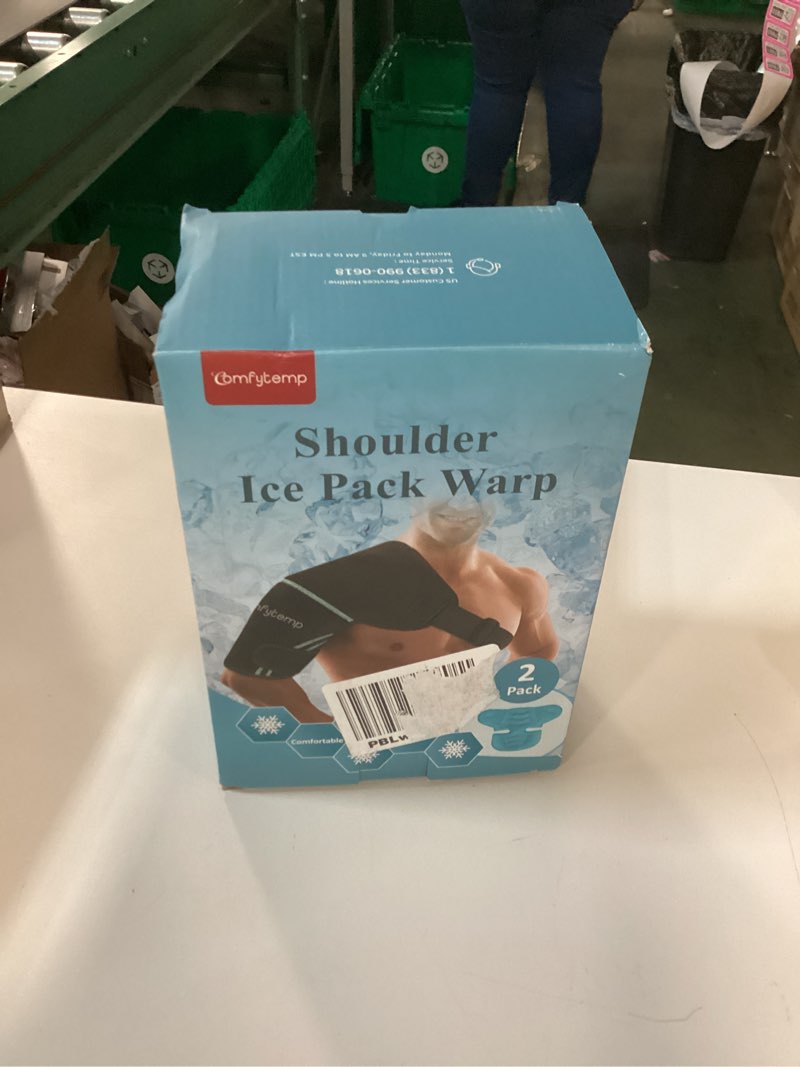 US Customer Services Hotline :
1 (833) 990-0618
Service Time :
Monday to Friday, 9 AM to 5 PM EST
Comfytemp
Shoulder
Ice Pack Warp
2
Pack
Comfortable